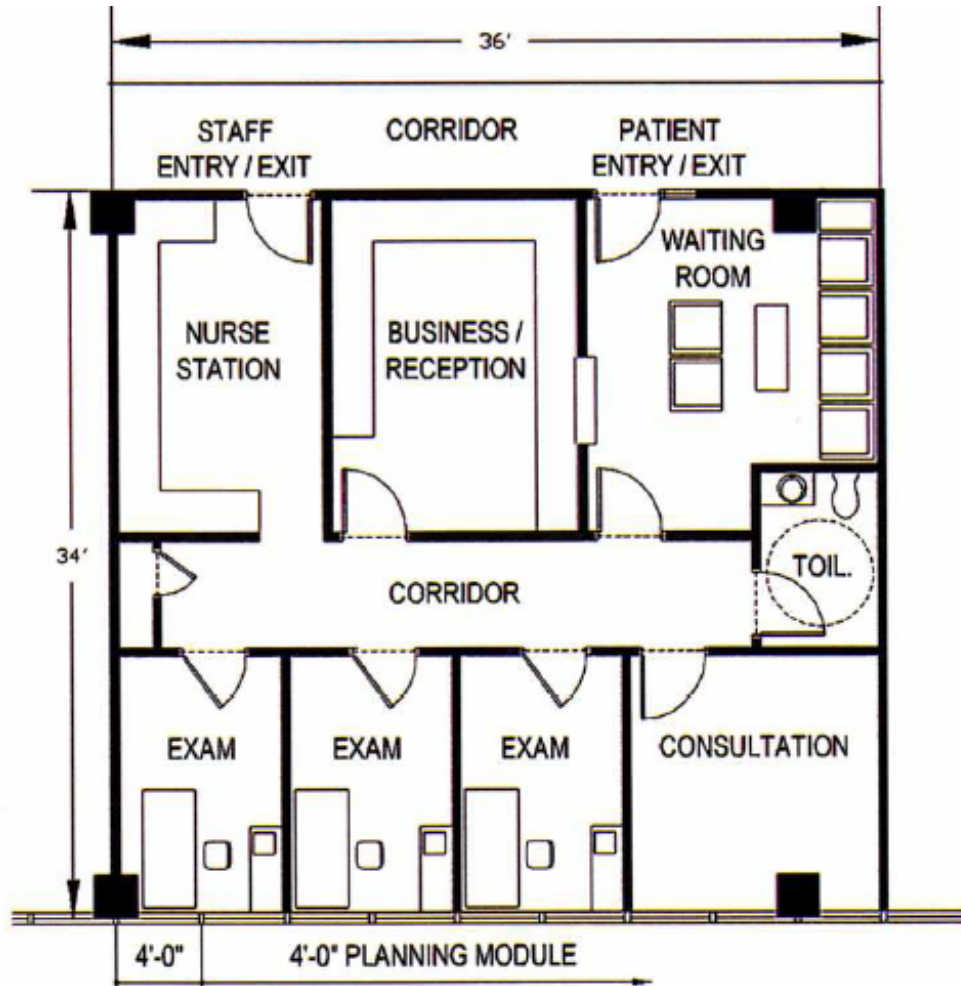 36'
STAFF
ENTRY / EXIT
CORRIDOR
PATIENT
ENTRY / EXIT
WAITING
ROOM
NURSE
STATION
BUSINESS /
RECEPTION
34'
CORRIDOR
TOIL.
EXAM
EXAM
EXAM
CONSULTATION
4'-0"
4'-0" PLANNING MODULE